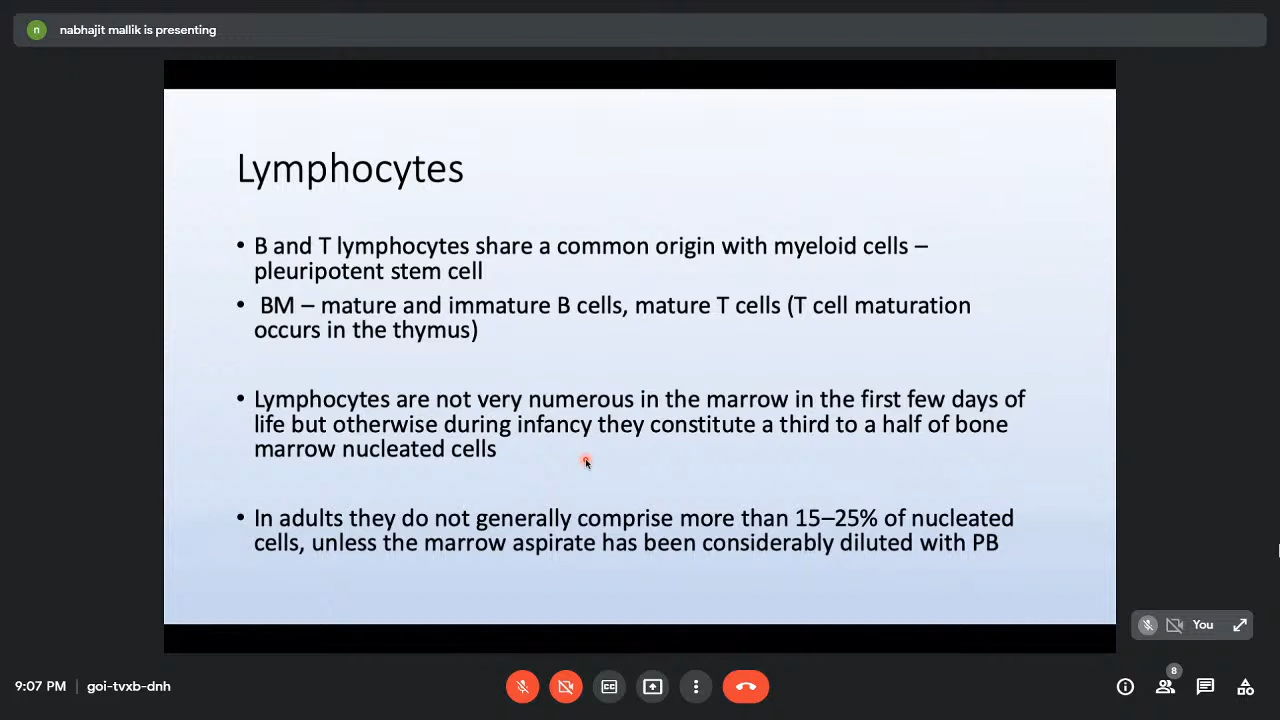 n nabhajit mallik is presenting
Lymphocytes
• B and T lymphocytes share a common origin with myeloid cells –
pleuripotent stem cell
• BM – mature and immature B cells, mature T cells (T cell maturation
occurs in the thymus)
• Lymphocytes are not very numerous in the marrow in the first few days of
life but otherwise during infancy they constitute a third to a half of bone
marrow nucleated cells
• In adults they do not generally comprise more than 15–25% of nucleated
cells, unless the marrow aspirate has been considerably diluted with PB
You
9:07 PM | goi-tvxb-dnh
CC
8